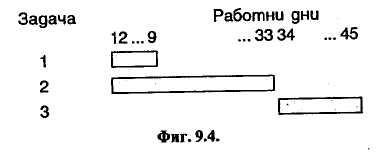 Задача Работни дни
12 ... 9 ... 33 34 ... 45
1
2
3
Фиг. 9.4.